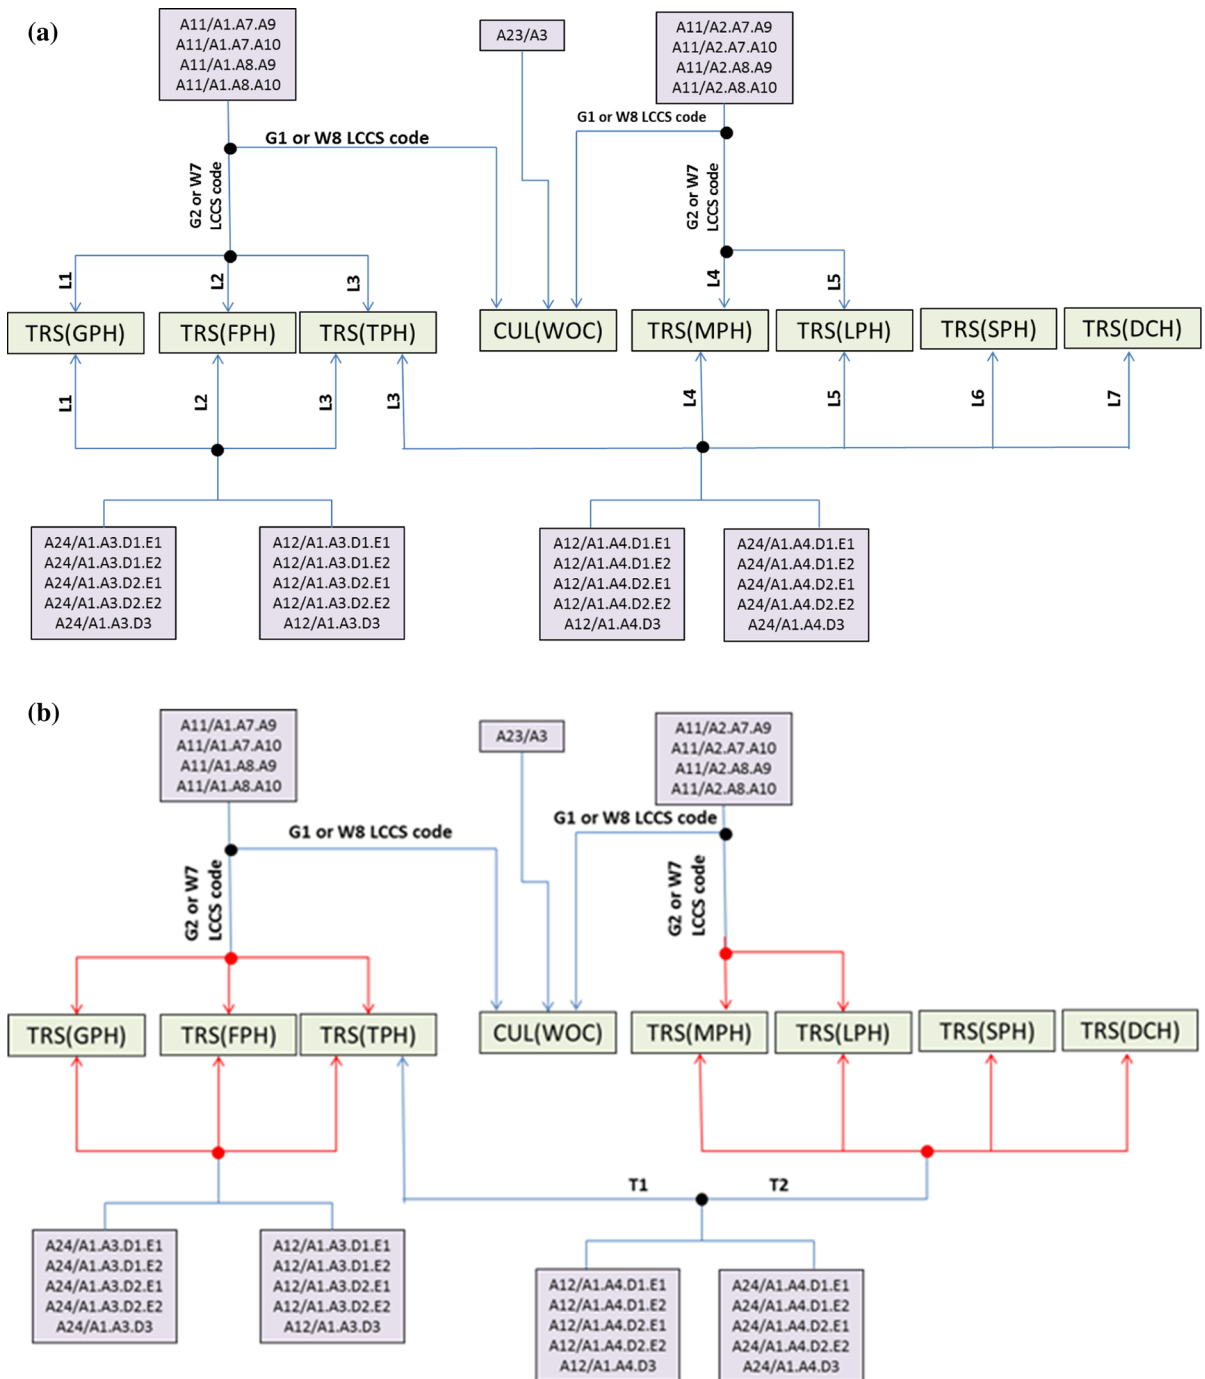 (a)
A11/A1.A7.A9
A11/A1.A7.A10
A11/A1.A8.A9
A11/A1.A8.A10
A23/A3
A11/A2.A7.A9
A11/A2.A7.A10
A11/A2.A8.A9
A11/A2.A8.A10
G1 or W8 LCCS code
G1 or W8 LCCS code
G2 or W7
LCCS code
G2 or W7
LCCS code
L1
L2
L3
L4
L5
TRS(GPH)
TRS(FPH)
TRS(TPH)
CUL(WOC)
TRS(MPH)
TRS(LPH)
TRS(SPH)
TRS(DCH)
L1
L2
L3
L3
L4
L5
L6
L7
A24/A1.A3.D1.E1
A24/A1.A3.D1.E2
A24/A1.A3.D2.E1
A24/A1.A3.D2.E2
A24/A1.A3.D3
A12/A1.A3.D1.E1
A12/A1.A3.D1.E2
A12/A1.A3.D2.E1
A12/A1.A3.D2.E2
A12/A1.A3.D3
A12/A1.A4.D1.E1
A12/A1.A4.D1.E2
A12/A1.A4.D2.E1
A12/A1.A4.D2.E2
A12/A1.A4.D3
A24/A1.A4.D1.E1
A24/A1.A4.D1.E2
A24/A1.A4.D2.E1
A24/A1.A4.D2.E2
A24/A1.A4.D3
(b)
A11/A1.A7.A9
A11/A1.A7.A10
A11/A1.A8.A9
A11/A1.A8.A10
A23/A3
A11/A2.A7.A9
A11/A2.A7.A10
A11/A2.A8.A9
A11/A2.A8.A10
G1 or W8 LCCS code
G1 or W8 LCCS code
G2 or W7
LCCS code
G2 or W7
LCCS code
TRS(GPH)
TRS(FPH)
TRS(TPH)
CUL(WOC)
TRS(MPH)
TRS(LPH)
TRS(SPH)
TRS(DCH)
T1
T2
A24/A1.A3.D1.E1
A24/A1.A3.D1.E2
A24/A1.A3.D2.E1
A24/A1.A3.D2.E2
A24/A1.A3.D3
A12/A1.A3.D1.E1
A12/A1.A3.D1.E2
A12/A1.A3.D2.E1
A12/A1.A3.D2.E2
A12/A1.A3.D3
A12/A1.A4.D1.E1
A12/A1.A4.D1.E2
A12/A1.A4.D2.E1
A12/A1.A4.D2.E2
A12/A1.A4.D3
A24/A1.A4.D1.E1
A24/A1.A4.D1.E2
A24/A1.A4.D2.E1
A24/A1.A4.D2.E2
A24/A1.A4.D3